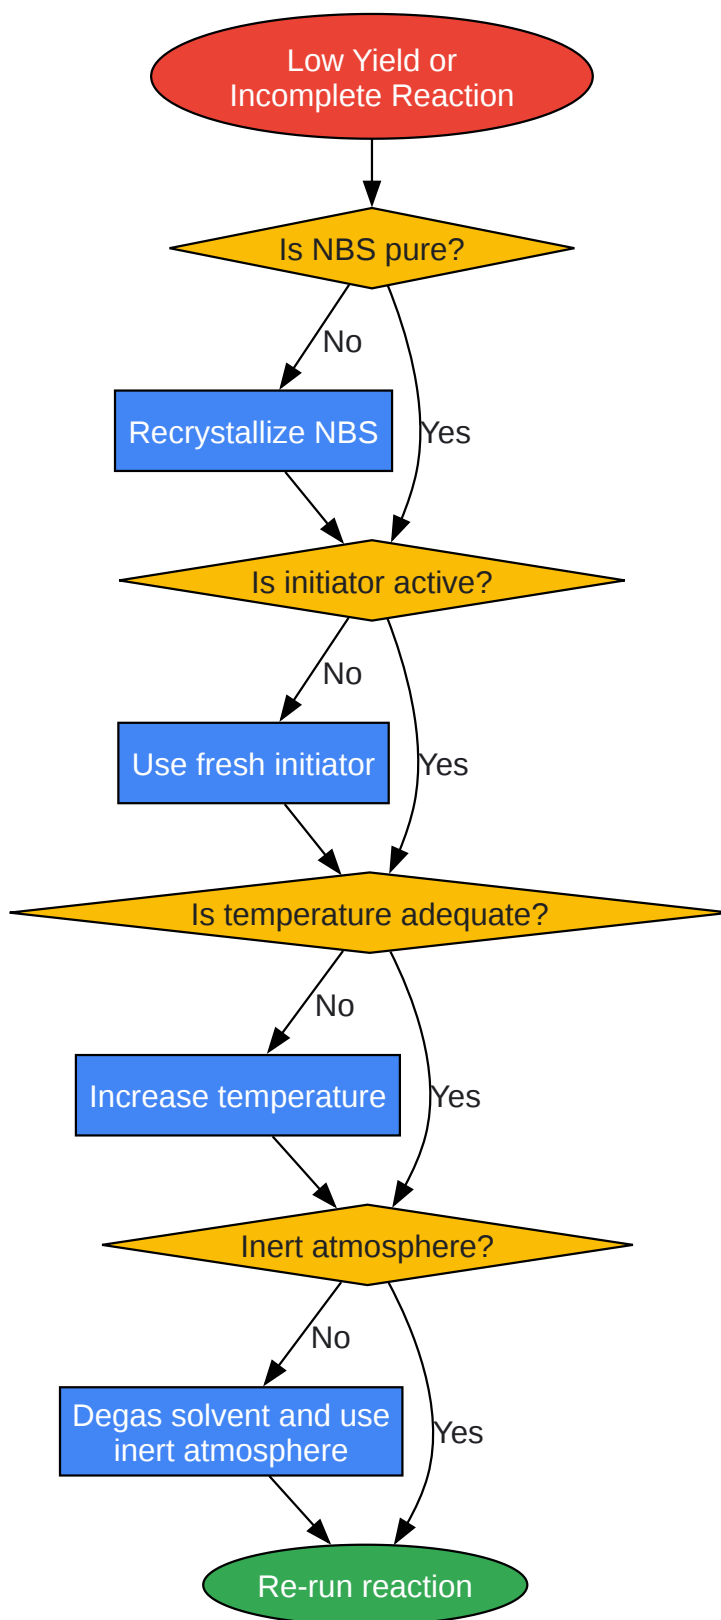 Low Yield or
Incomplete Reaction
Is NBS pure?
No
Recrystallize NBS
Yes
Is initiator active?
No
Use fresh initiator
Yes
Is temperature adequate?
No
Increase temperature
Yes
Inert atmosphere?
No
Degas solvent and use
inert atmosphere
Yes
Re-run reaction